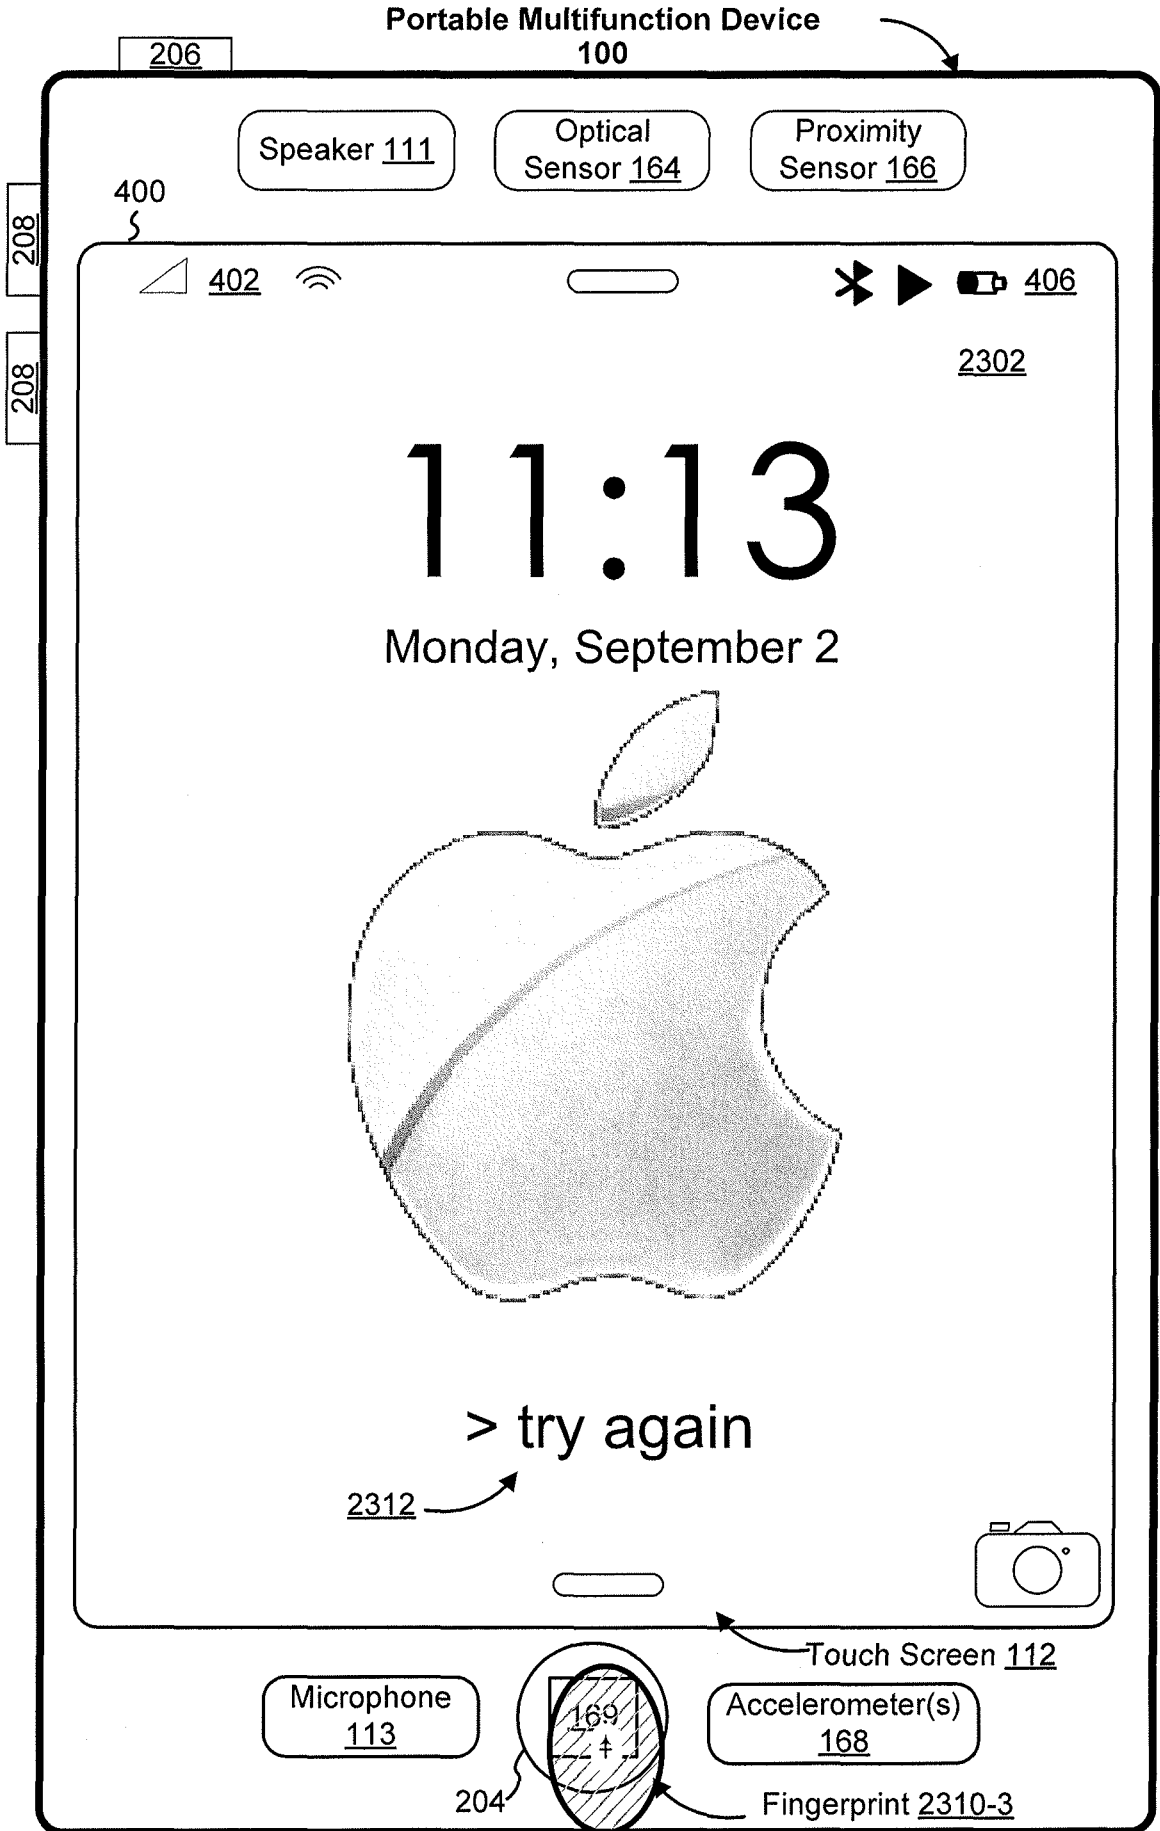 Portable Multifunction Device
100
206
Speaker 111
Optical
Sensor 164
Proximity
Sensor 166
400
208
402
406
2302
208
11:13
Monday, September 2
> try again
2312
Touch Screen 112
Microphone
113
169
Accelerometer(s)
168
204
Fingerprint 2310-3